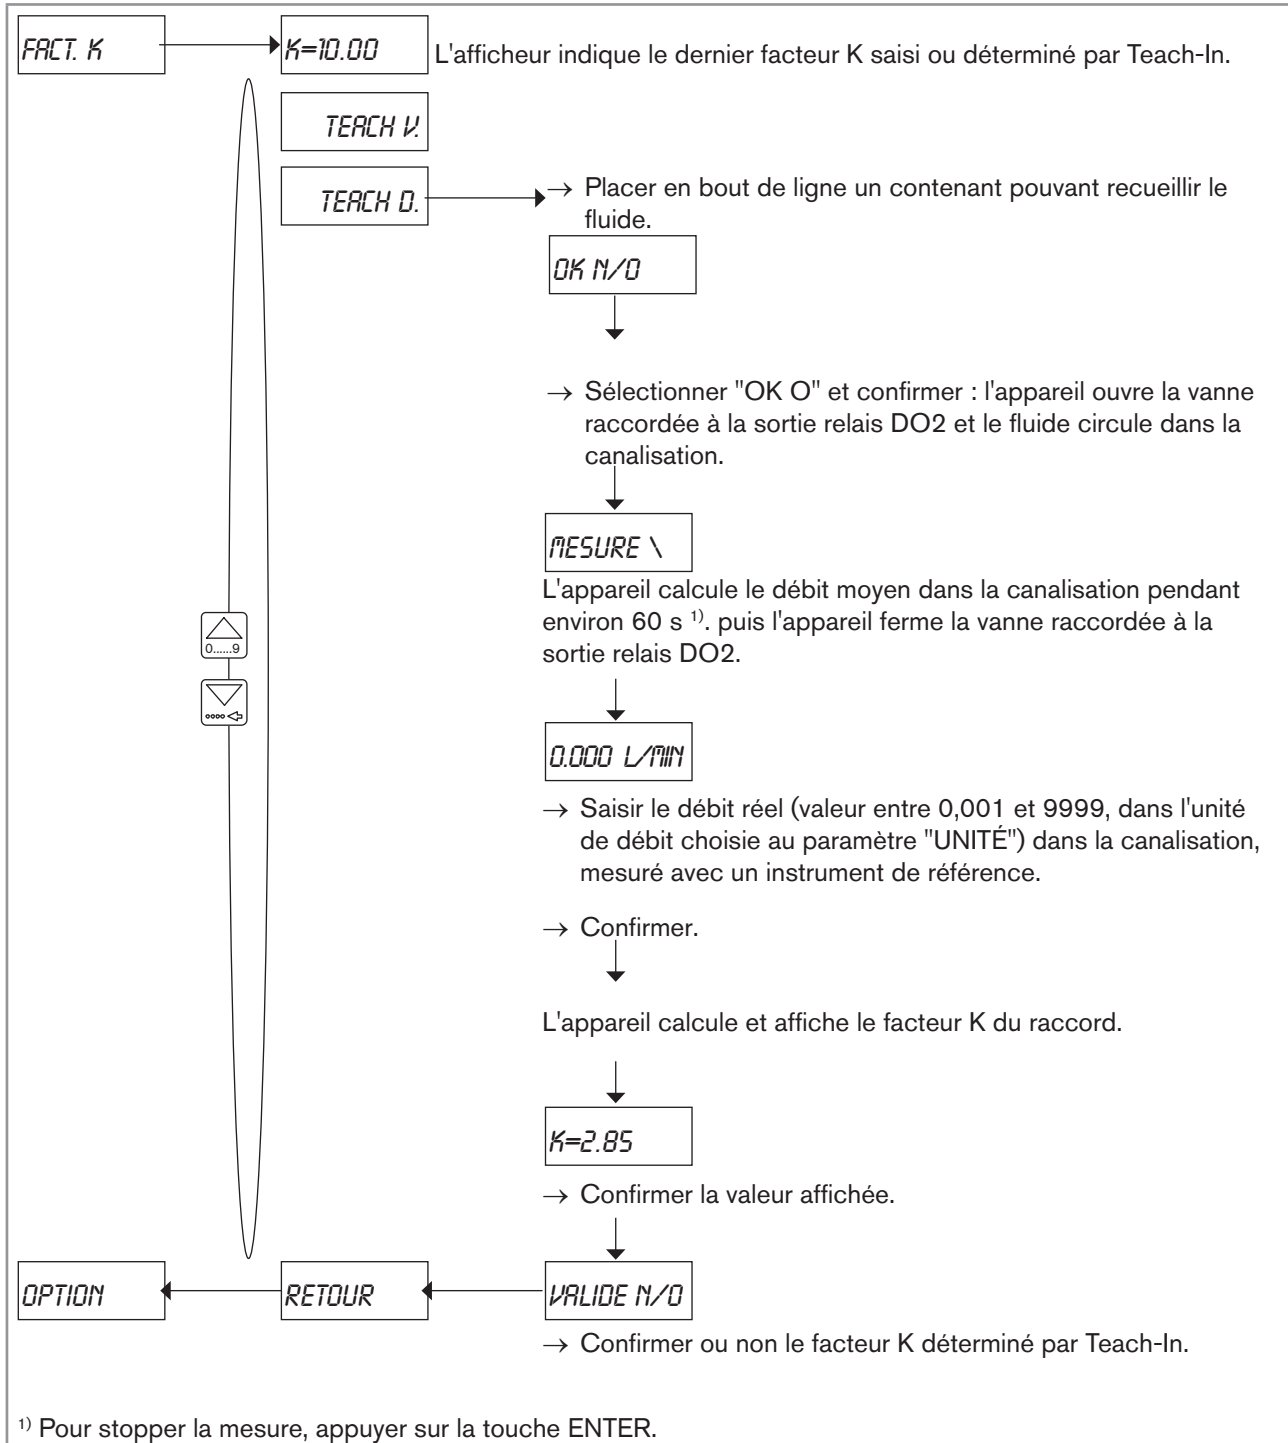 FACT. K
K=10.00
L'afficheur indique le dernier facteur K saisi ou déterminé par Teach-In.
TEACH V.
TEACH D.
→ Placer en bout de ligne un contenant pouvant recueillir le
fluide.
OK N/O
→ Sélectionner "OK O" et confirmer : l'appareil ouvre la vanne
raccordée à la sortie relais DO2 et le fluide circule dans la
canalisation.
MESURE \
L'appareil calcule le débit moyen dans la canalisation pendant
environ 60 s 1). puis l'appareil ferme la vanne raccordée à la
sortie relais DO2.
0......9
0.000 L/MIN
→ Saisir le débit réel (valeur entre 0,001 et 9999, dans l'unité
de débit choisie au paramètre "UNITÉ") dans la canalisation,
mesuré avec un instrument de référence.
→ Confirmer.
L'appareil calcule et affiche le facteur K du raccord.
K=2.85
→ Confirmer la valeur affichée.
OPTION
RETOUR
VALIDE N/O
→ Confirmer ou non le facteur K déterminé par Teach-In.
1) Pour stopper la mesure, appuyer sur la touche ENTER.